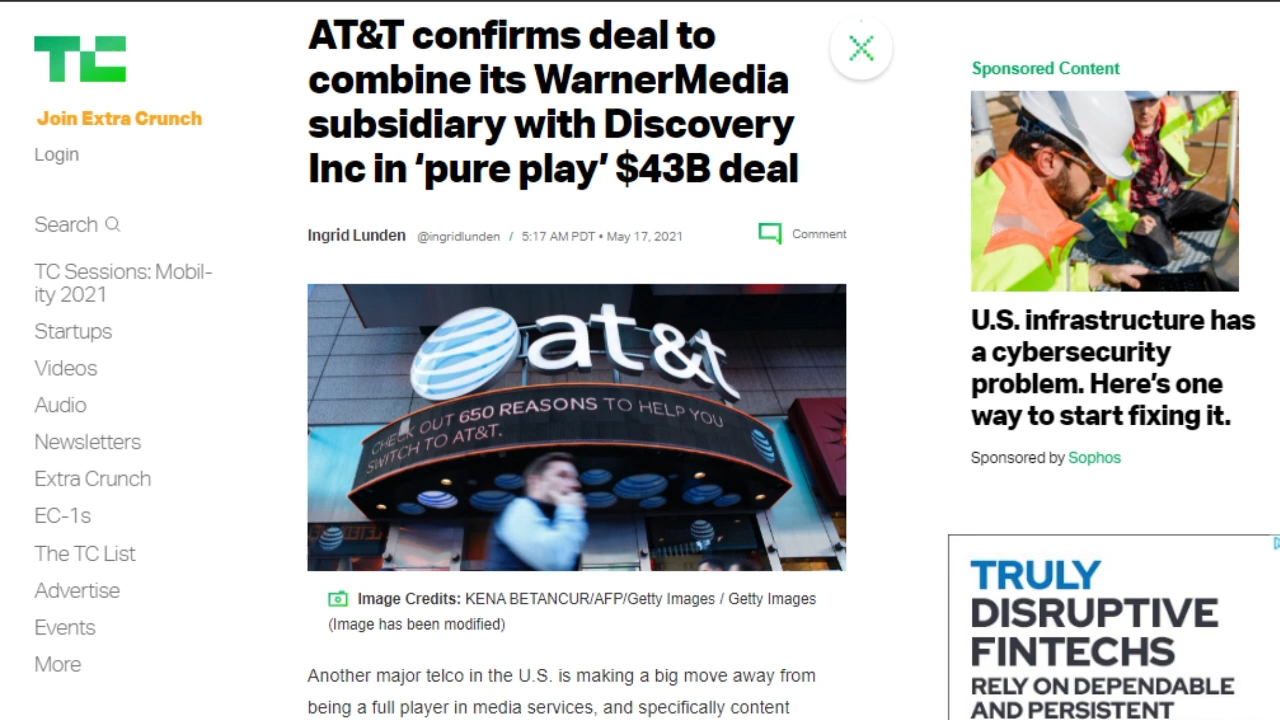 TC
Join Extra Crunch
Login
Search
TC Sessions: Mobil-
ity 2021
Startups
Videos
Audio
Newsletters
Extra Crunch
EC-1s
The TC List
Advertise
Events
More
AT&T confirms deal to
combine its WarnerMedia
subsidiary with Discovery
Inc in ‘pure play’ $43B deal
Ingrid Lunden @ingridlunden / 5:17 AM PDT • May 17, 2021
Comment
at&t
CHECK OUT 650 REASONS TO HELP YOU
SWITCH TO AT&T.
Image Credits: KENA BETANCUR/AFP/Getty Images / Getty Images
(Image has been modified)
Another major telco in the U.S. is making a big move away from
being a full player in media services, and specifically content
Sponsored Content
U.S. infrastructure has
a cybersecurity
problem. Here’s one
way to start fixing it.
Sponsored by Sophos
TRULY
DISRUPTIVE
FINTECHS
RELY ON DEPENDABLE
AND PERSISTENT